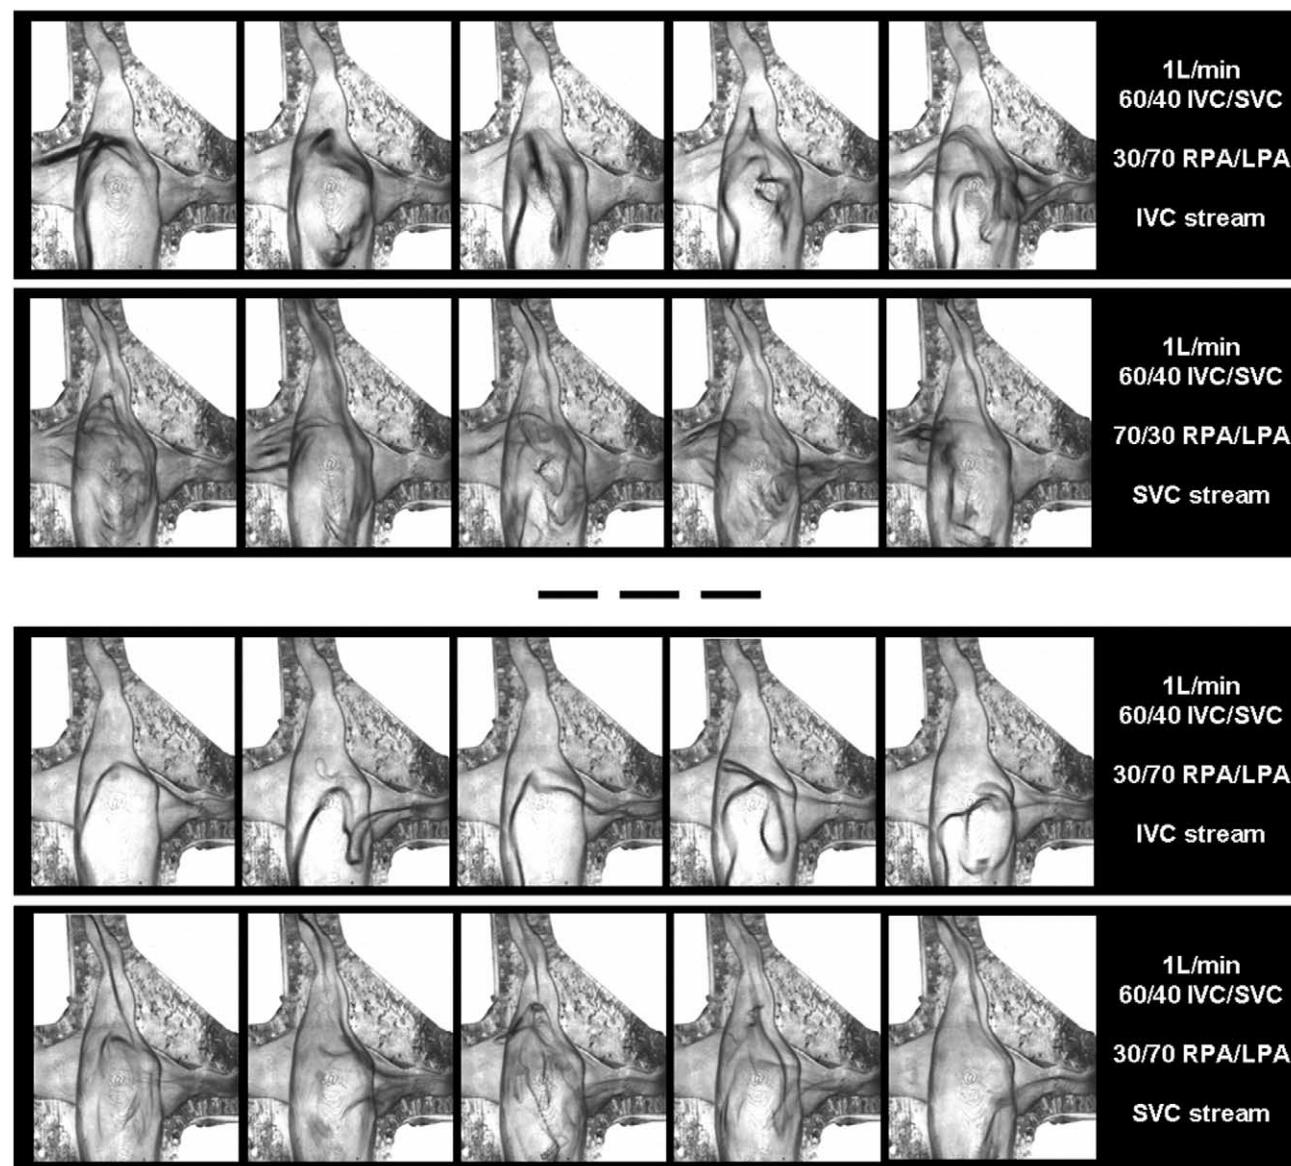 1L/min
60/40 IVC/SVC
30/70 RPA/LPA
IVC stream
1L/min
60/40 IVC/SVC
70/30 RPA/LPA
SVC stream
1L/min
60/40 IVC/SVC
30/70 RPA/LPA
IVC stream
1L/min
60/40 IVC/SVC
30/70 RPA/LPA
SVC stream